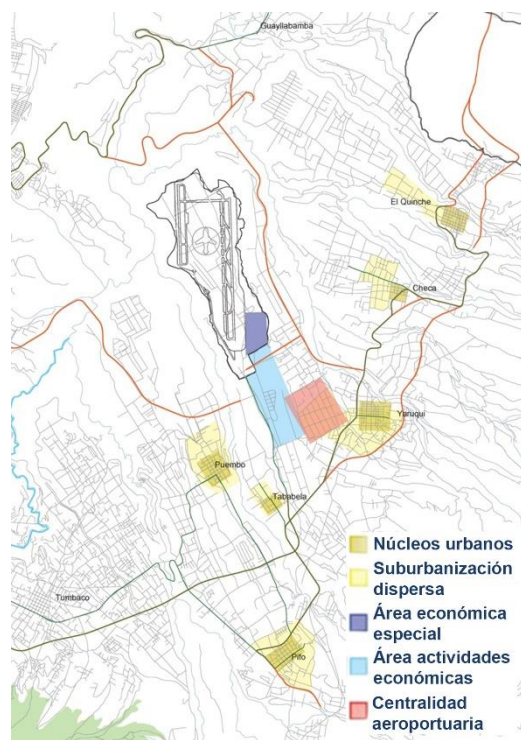 Guayllabamba
El Quinche
Checa
Yaruqui
Puembo
Tababela
Tumbaco
Pifo
Núcleos urbanos
Suburbanización
dispersa
Área económica
especial
Área actividades
económicas
Centralidad
aeroportuaria